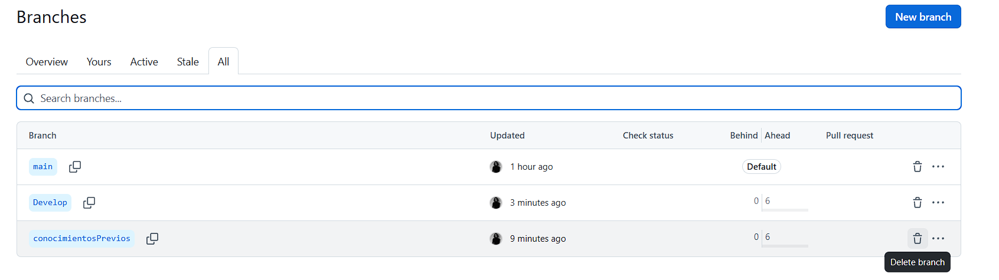 Branches
New branch
Overview Yours Active Stale All
Search branches...
Branch Updated Check status Behind Ahead Pull request
main 1 hour ago Default
Develop 3 minutes ago 0 6
conocimientosPrevios 9 minutes ago 0 6
Delete branch